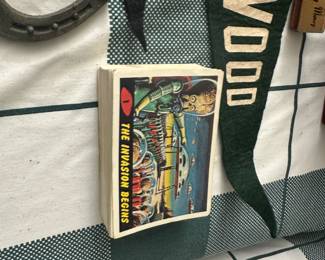 WOOD
1
THE INVASION BEGINS